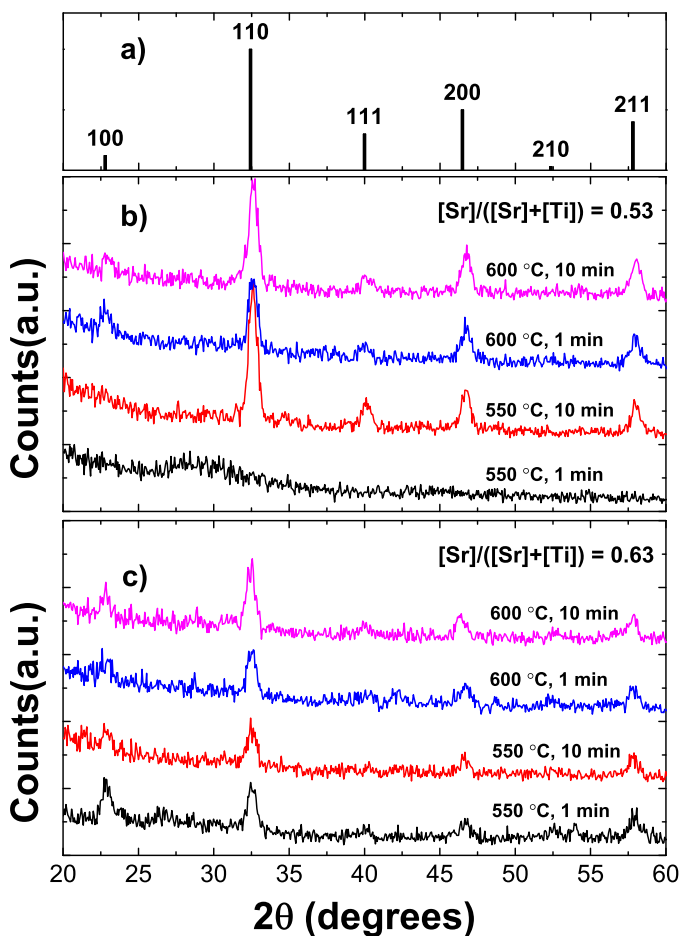 a)
100
110
111
200
210
211
b)
[Sr]/([Sr]+[Ti]) = 0.53
600 °C, 10 min
600 °C, 1 min
550 °C, 10 min
550 °C, 1 min
Counts(a.u.)
c)
[Sr]/([Sr]+[Ti]) = 0.63
600 °C, 10 min
600 °C, 1 min
550 °C, 10 min
550 °C, 1 min
Counts(a.u.)
20 25 30 35 40 45 50 55 60
2θ (degrees)